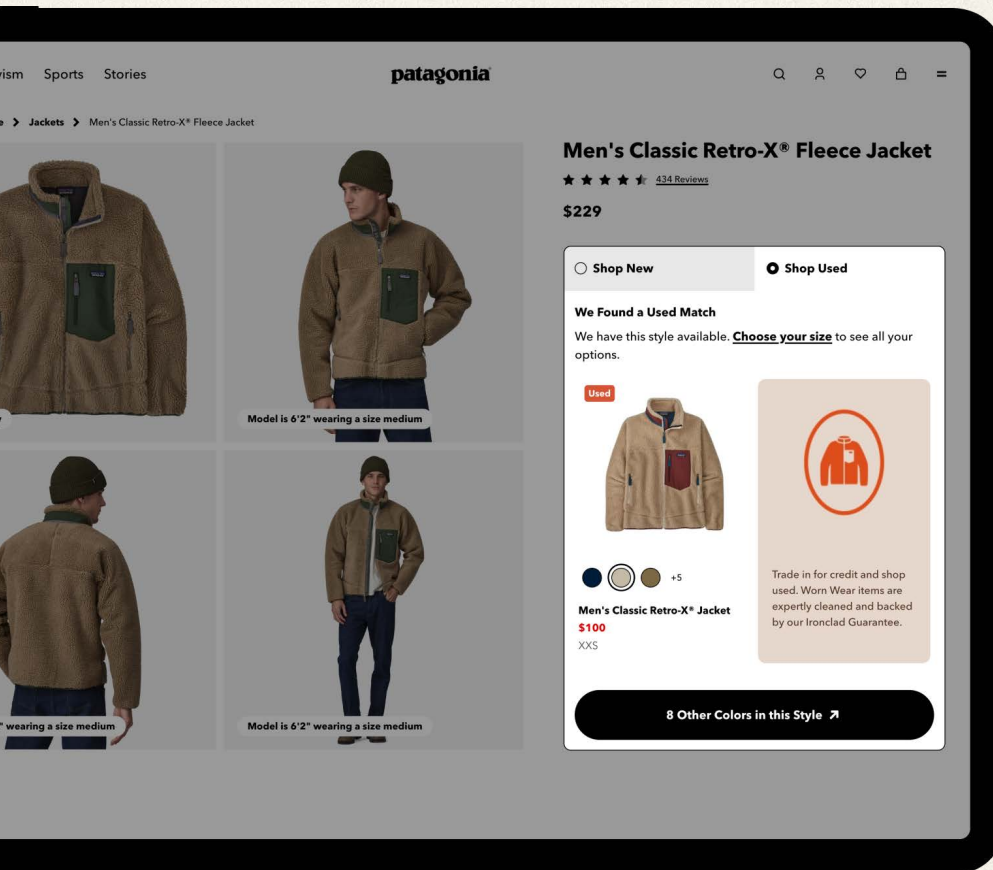 Sports Stories
patagonia
Jackets > Men's Classic Retro-X® Fleece Jacket
Men's Classic Retro-X® Fleece Jacket
434 Reviews
$229
Shop New
Shop Used
We Found a Used Match
We have this style available. Choose your size to see all your
options.
Used
+5
Men's Classic Retro-X® Jacket
$100
XXS
Trade in for credit and shop
used. Worn Wear items are
expertly cleaned and backed
by our Ironclad Guarantee.
8 Other Colors in this Style
Model is 6'2" wearing a size medium
" wearing a size medium
Model is 6'2" wearing a size medium